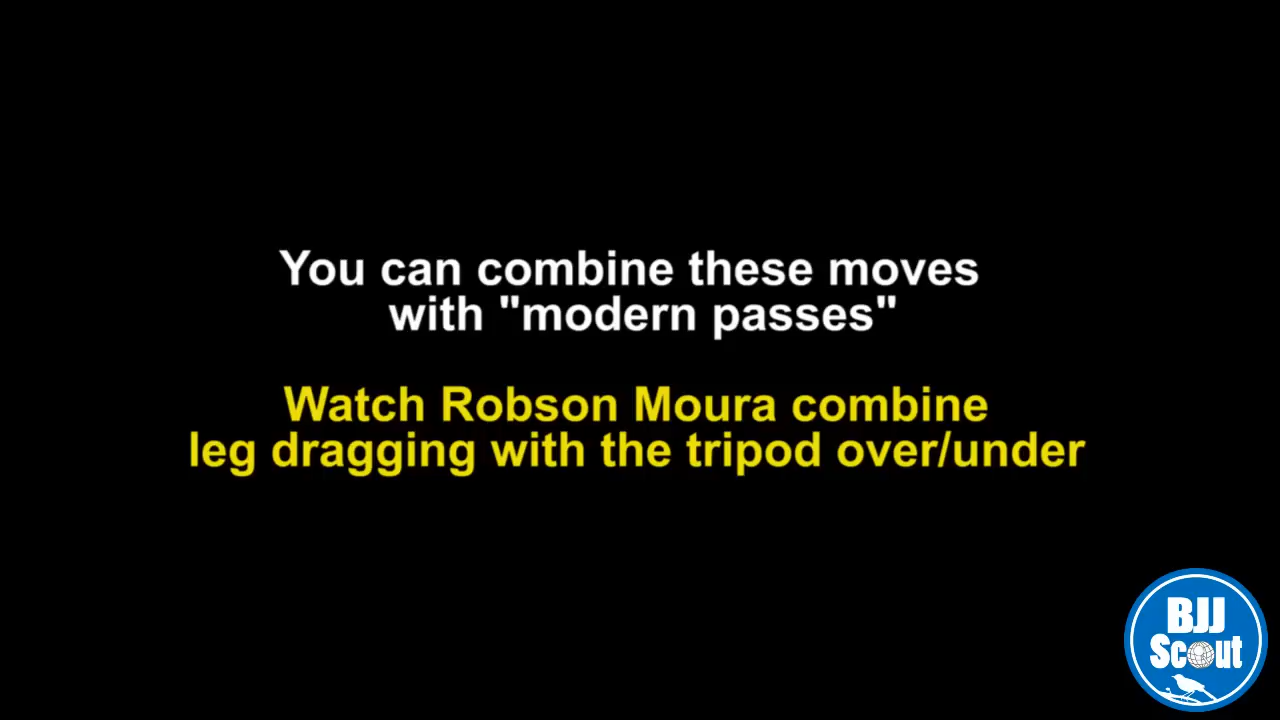 You can combine these moves
with "modern passes"
Watch Robson Moura combine
leg dragging with the tripod over/under
BJJ
Scout